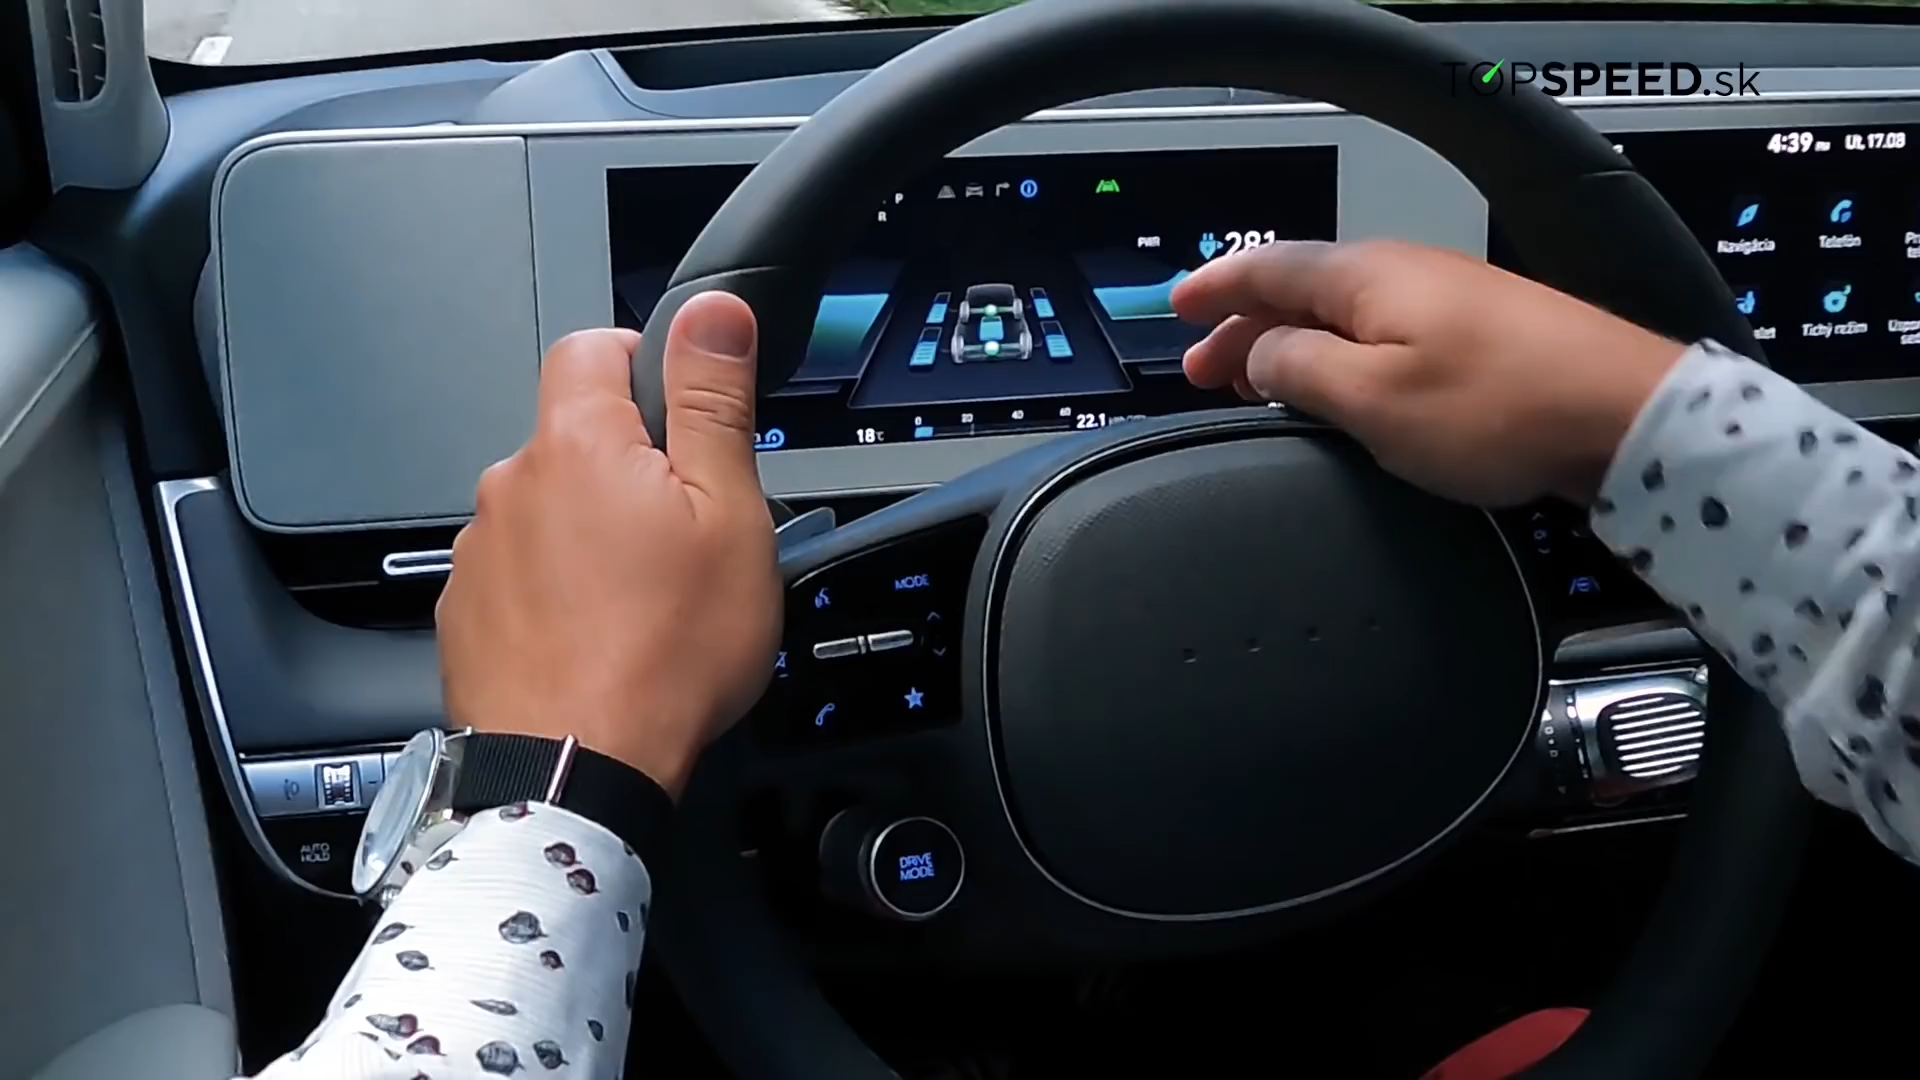 TOPSPEED.sk
4:39 PM Ut. 17.08
P
R
PWR
281
Navigácia
Telefón
Tichý režim
0 20 40 60
22.1
18°C
MODE
AUTO
HOLD
DRIVE
MODE